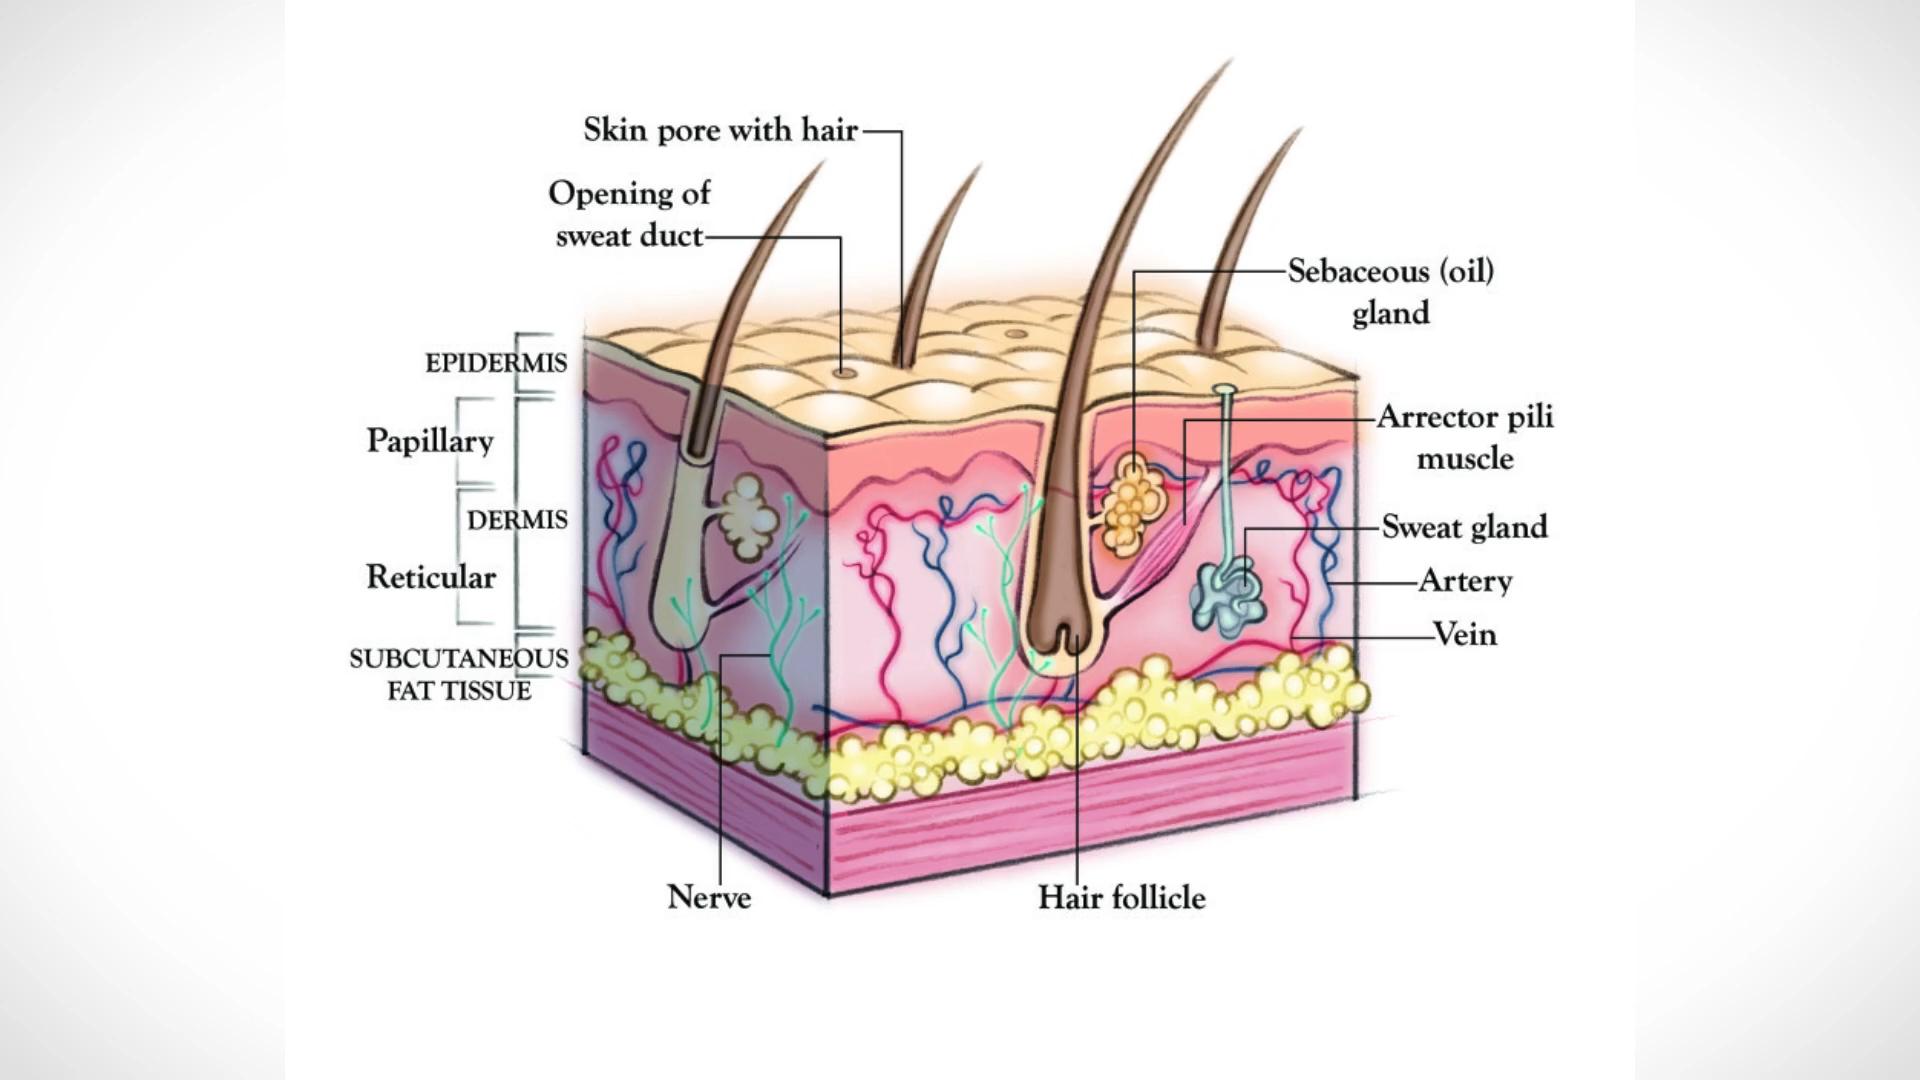 Skin pore with hair
Opening of
sweat duct
Sebaceous (oil)
gland
EPIDERMIS
Papillary
DERMIS
Reticular
SUBCUTANEOUS
FAT TISSUE
Arrector pili
muscle
Sweat gland
Artery
Vein
Nerve
Hair follicle